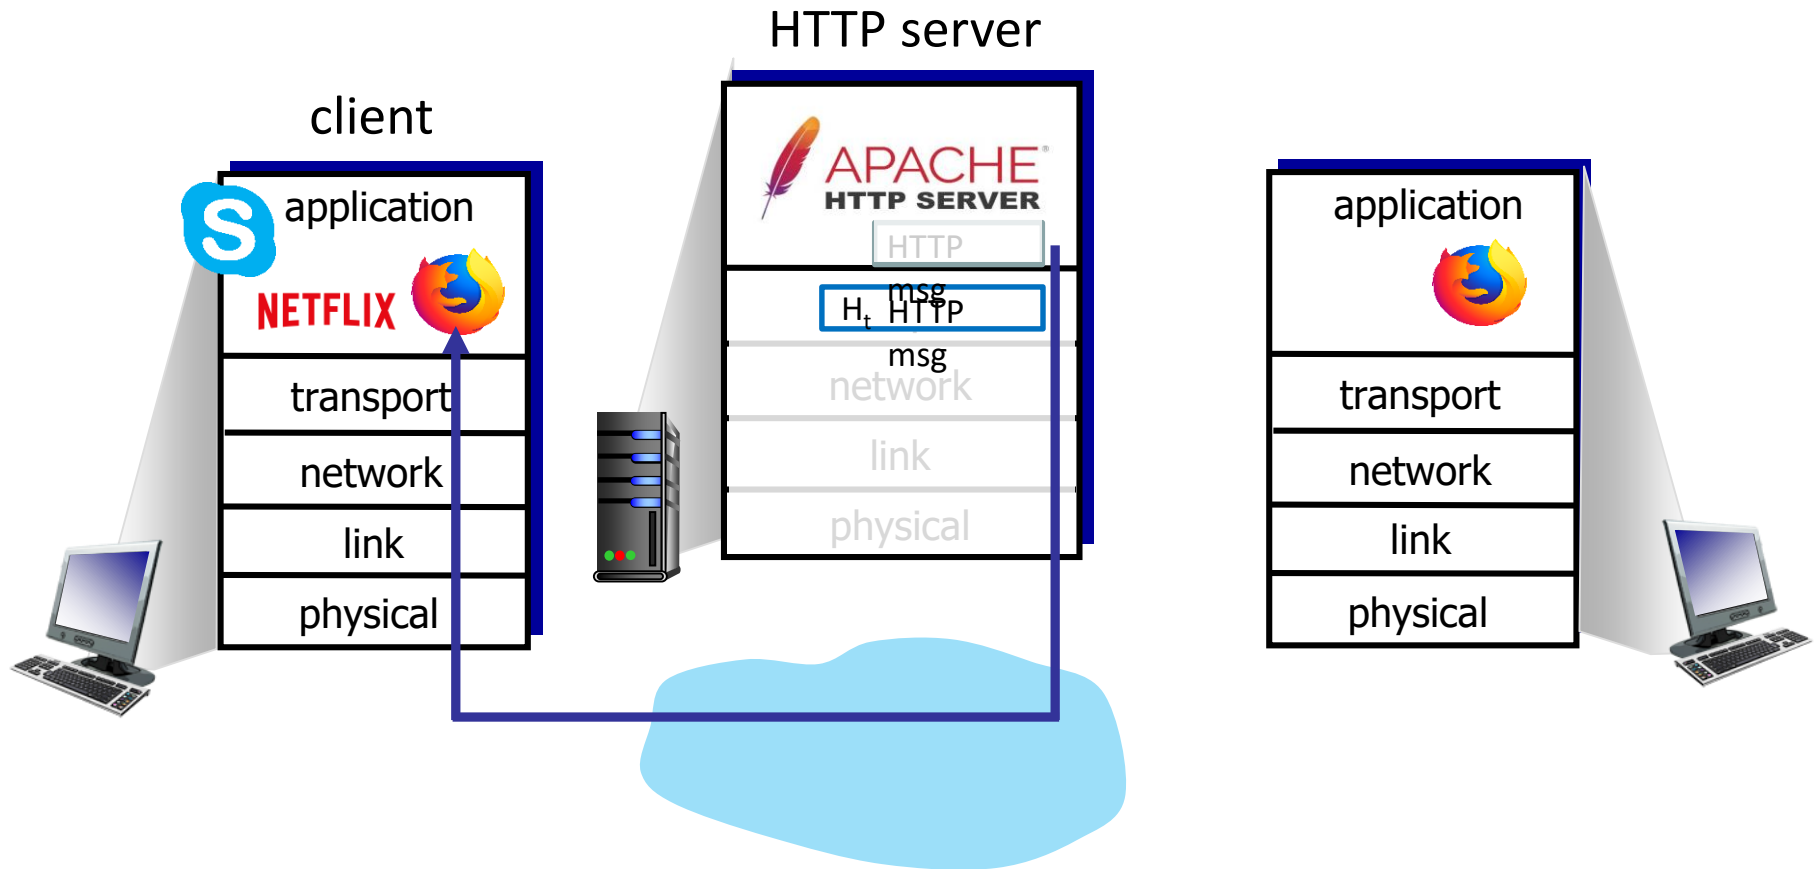 HTTP server
client
APACHE®
HTTP SERVER
HTTP
msg
Ht HTTP
msg
network
link
physical
S
application
NETFLIX
transport
network
link
physical
application
transport
network
link
physical